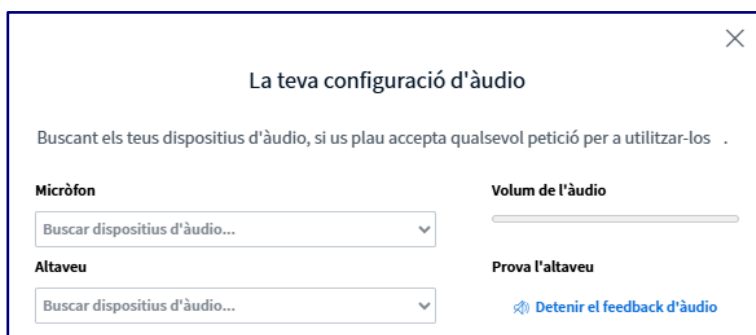 La teva configuració d'àudio
Buscant els teus dispositius d'àudio, si us plau accepta qualsevol petició per a utilitzar-los .
Micròfon
Volum de l'àudio
Buscar dispositius d'àudio...
Altaveu
Prova l'altaveu
Buscar dispositius d'àudio...
Detenir el feedback d'àudio